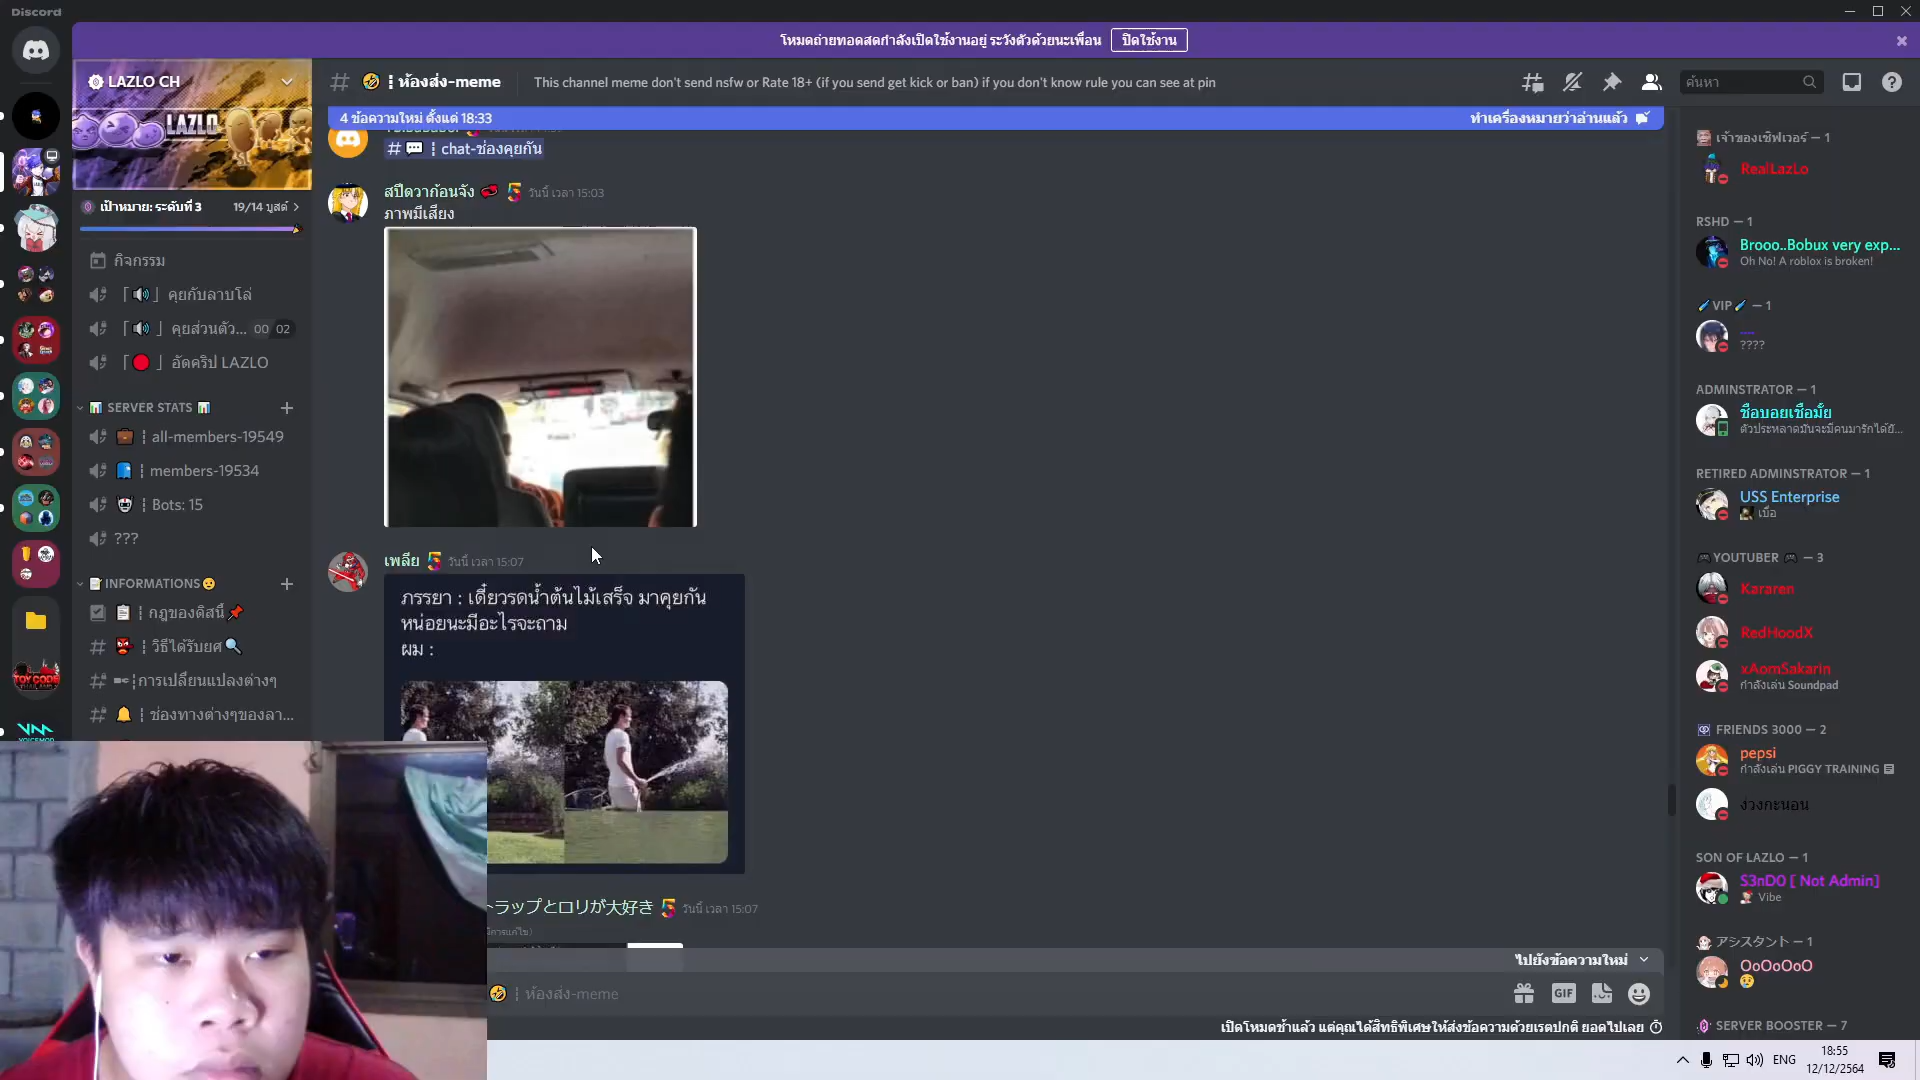 Discord
โหมดถ่ายทอดสดกำลังเปิดใช้งานอยู่ ระวังตัวด้วยนะเพื่อน
ปิดใช้งาน
LAZLO CH
LAZLO
เป้าหมาย: ระดับที่ 3
19/14 บูสต์
กิจกรรม
「🔊」 คุยกับลาบโล่
「🔊」 คุยส่วนตัว... 00 02
「🔴」 อัดคริป LAZLO
📊 SERVER STATS 📊
💼 ┆ all-members-19549
📘 ┆ members-19534
🤖 ┆ Bots: 15
???
📝INFORMATIONS😉
📋 ┆ กฎของดิสนี้📌
👺 ┆ วิธีได้รับยศ🔍
┆การเปลี่ยนแปลงต่างๆ
🔔 ┆ ช่องทางต่างๆของลา...
TOY CODE
VOICEMOD
# 🤣 ┆ห้องส่ง-meme
This channel meme don't send nsfw or Rate 18+ (if you send get kick or ban) if you don't know rule you can see at pin
ค้นหา
4 ข้อความใหม่ ตั้งแต่ 18:33
ทำเครื่องหมายว่าอ่านแล้ว
# 💬 ┆ chat-ช่องคุยกัน
สปีดวาก้อนจัง วันนี้ เวลา 15:03
ภาพมีเสียง
เพลีย วันนี้ เวลา 15:07
ภรรยา : เดี๋ยวรดน้ำต้นไม้เสร็จ มาคุยกัน
หน่อยนะมีอะไรจะถาม
ผม :
トラップとロリが大好き วันนี้ เวลา 15:07
ไปยังข้อความใหม่
🤣 ┆ ห้องส่ง-meme
GIF
เปิดโหมดช้าแล้ว แต่คุณได้สิทธิพิเศษให้ส่งข้อความด้วยเรตปกติ ยอดไปเลย
เจ้าของเซิฟเวอร์ — 1
RealLazLo
RSHD — 1
Brooo..Bobux very exp...
Oh No! A roblox is broken!
VIP — 1
....
????
ADMINSTRATOR — 1
ชื่อบอยเชื่อมั้ย
ตัวประหลาดมันจะมีคนมารักได้ยั...
RETIRED ADMINSTRATOR — 1
USS Enterprise
เบื่อ
🎮YOUTUBER 🎮 — 3
Kararen
RedHoodX
xAomSakarin
กำลังเล่น Soundpad
FRIENDS 3000 — 2
pepsi
กำลังเล่น PIGGY TRAINING
ง่วงกะนอน
SON OF LAZLO — 1
S3nD0 [ Not Admin]
Vibe
アシスタント — 1
OoOoOoO
😢
SERVER BOOSTER — 7
ENG
18:55
12/12/2564